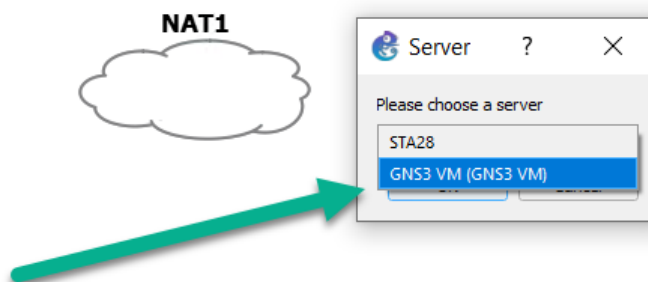 NAT1
Server ? ×
Please choose a server
STA28
GNS3 VM (GNS3 VM)